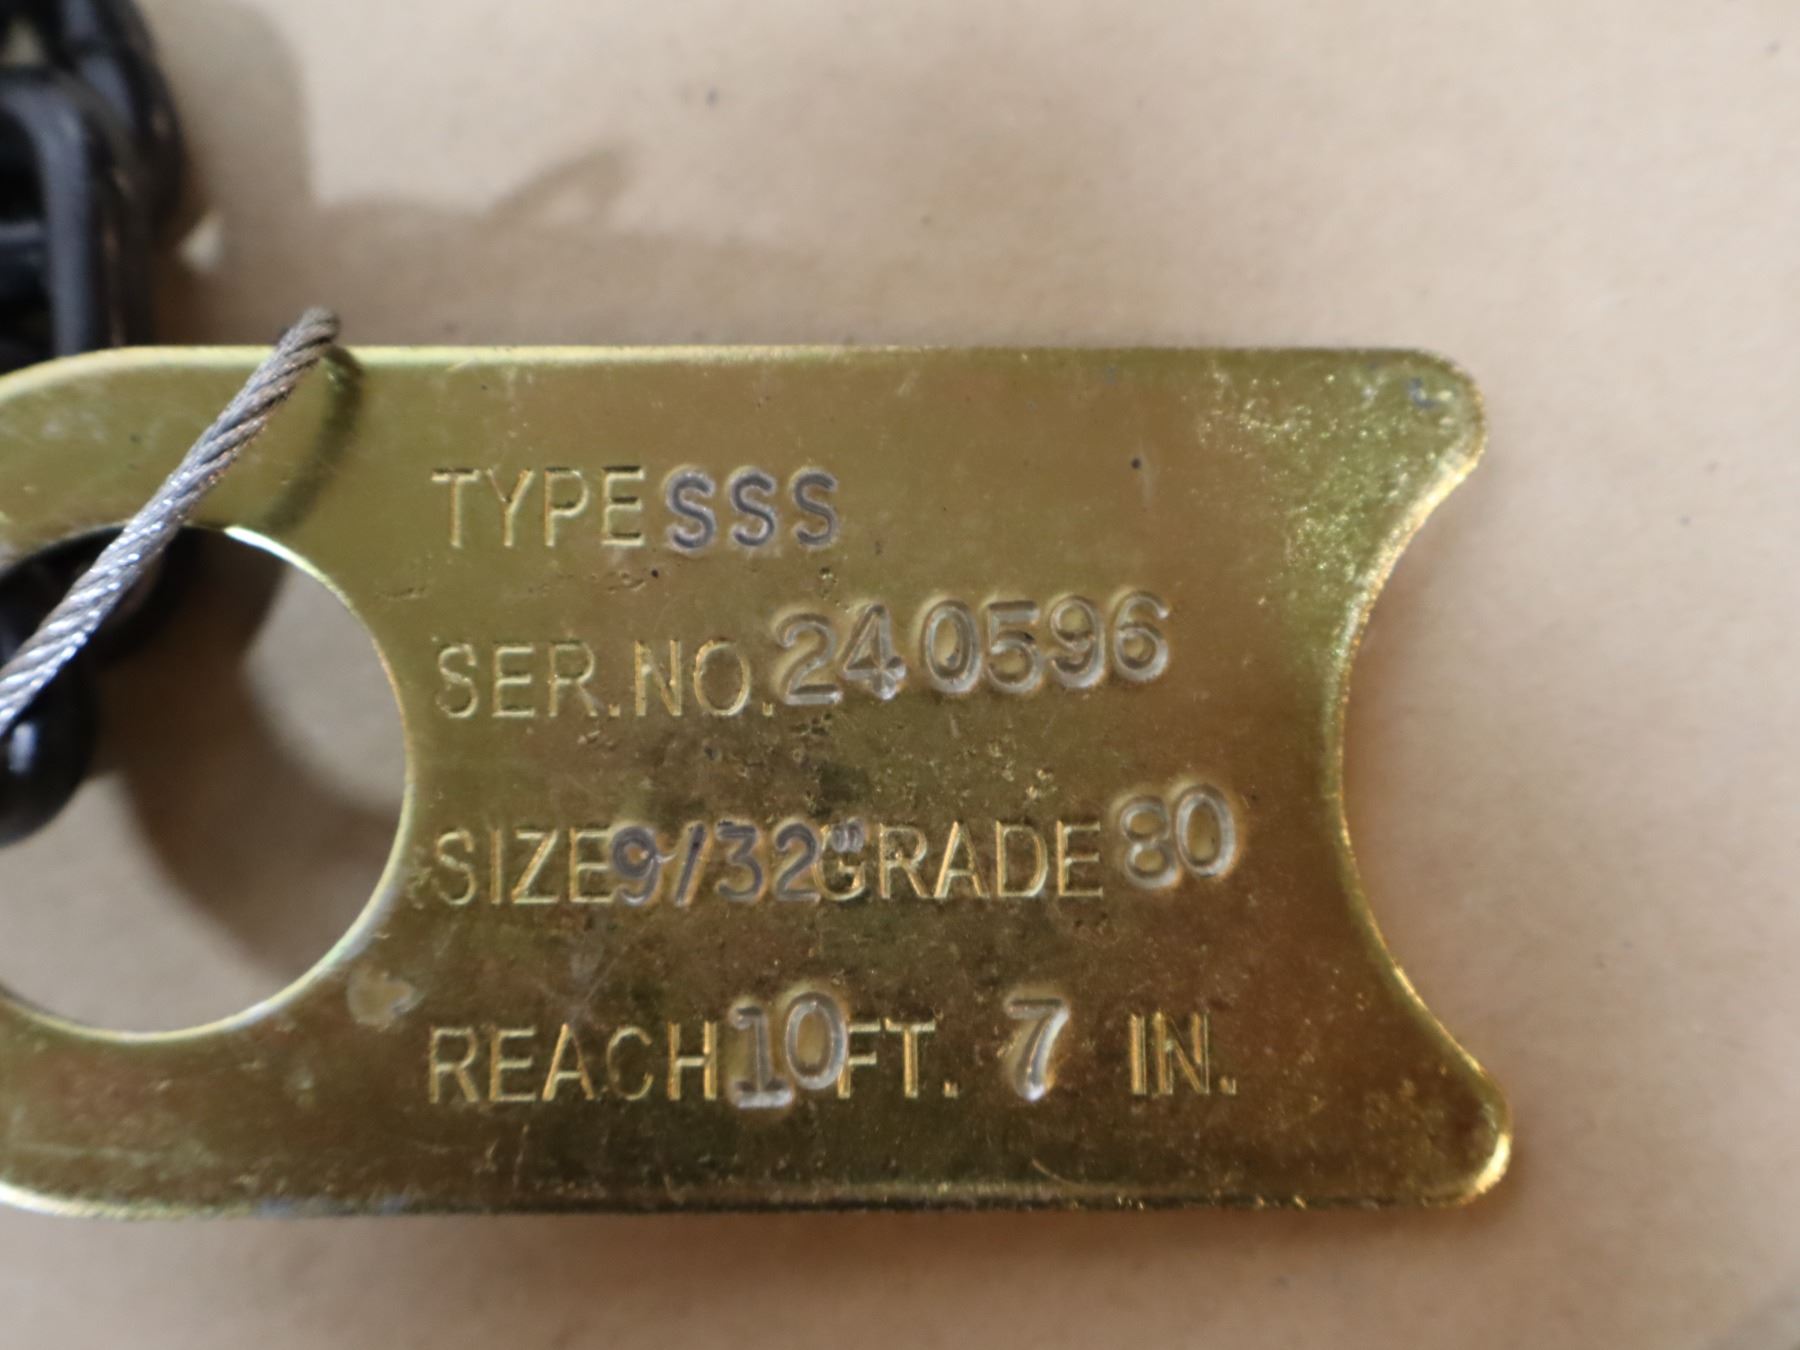 TYPE SSS
SER.NO. 240596
SIZE 9/32" GRADE 80
REACH 10 FT. 7 IN.